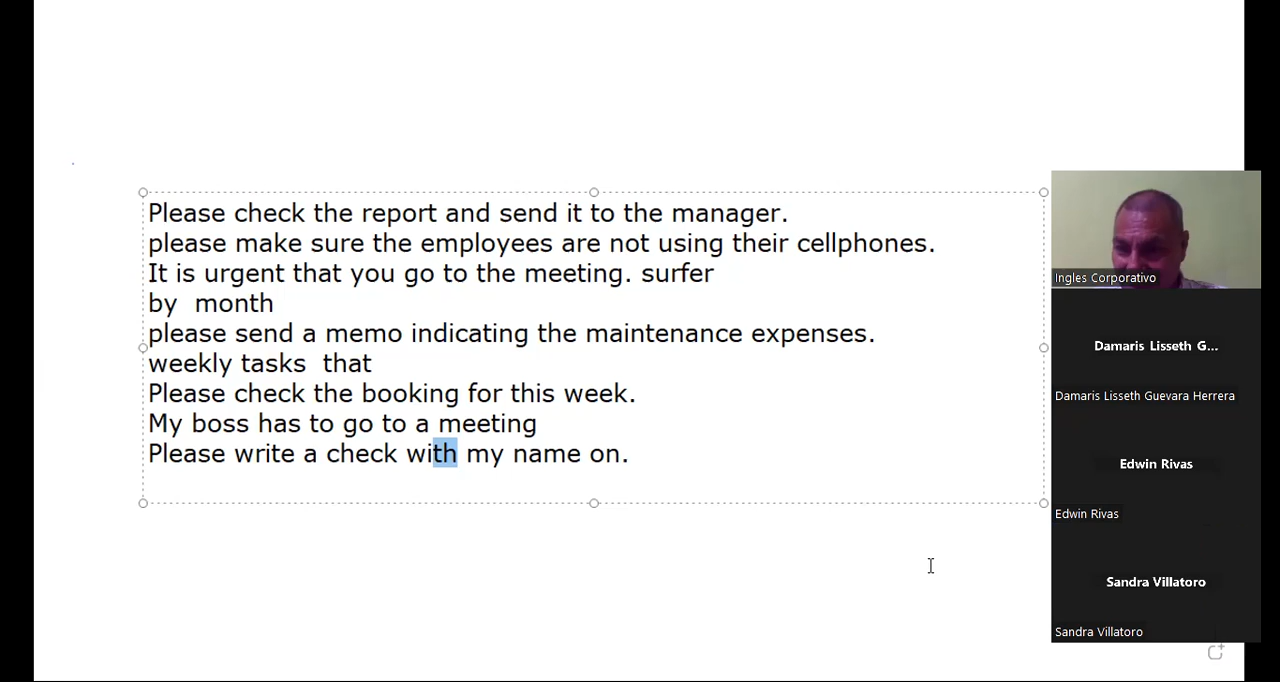 Please check the report and send it to the manager.
please make sure the employees are not using their cellphones.
It is urgent that you go to the meeting. surfer
by  month
please send a memo indicating the maintenance expenses.
weekly tasks  that
Please check the booking for this week.
My boss has to go to a meeting
Please write a check with my name on.
Ingles Corporativo
Damaris Lisseth G...
Damaris Lisseth Guevara Herrera
Edwin Rivas
Edwin Rivas
Sandra Villatoro
Sandra Villatoro